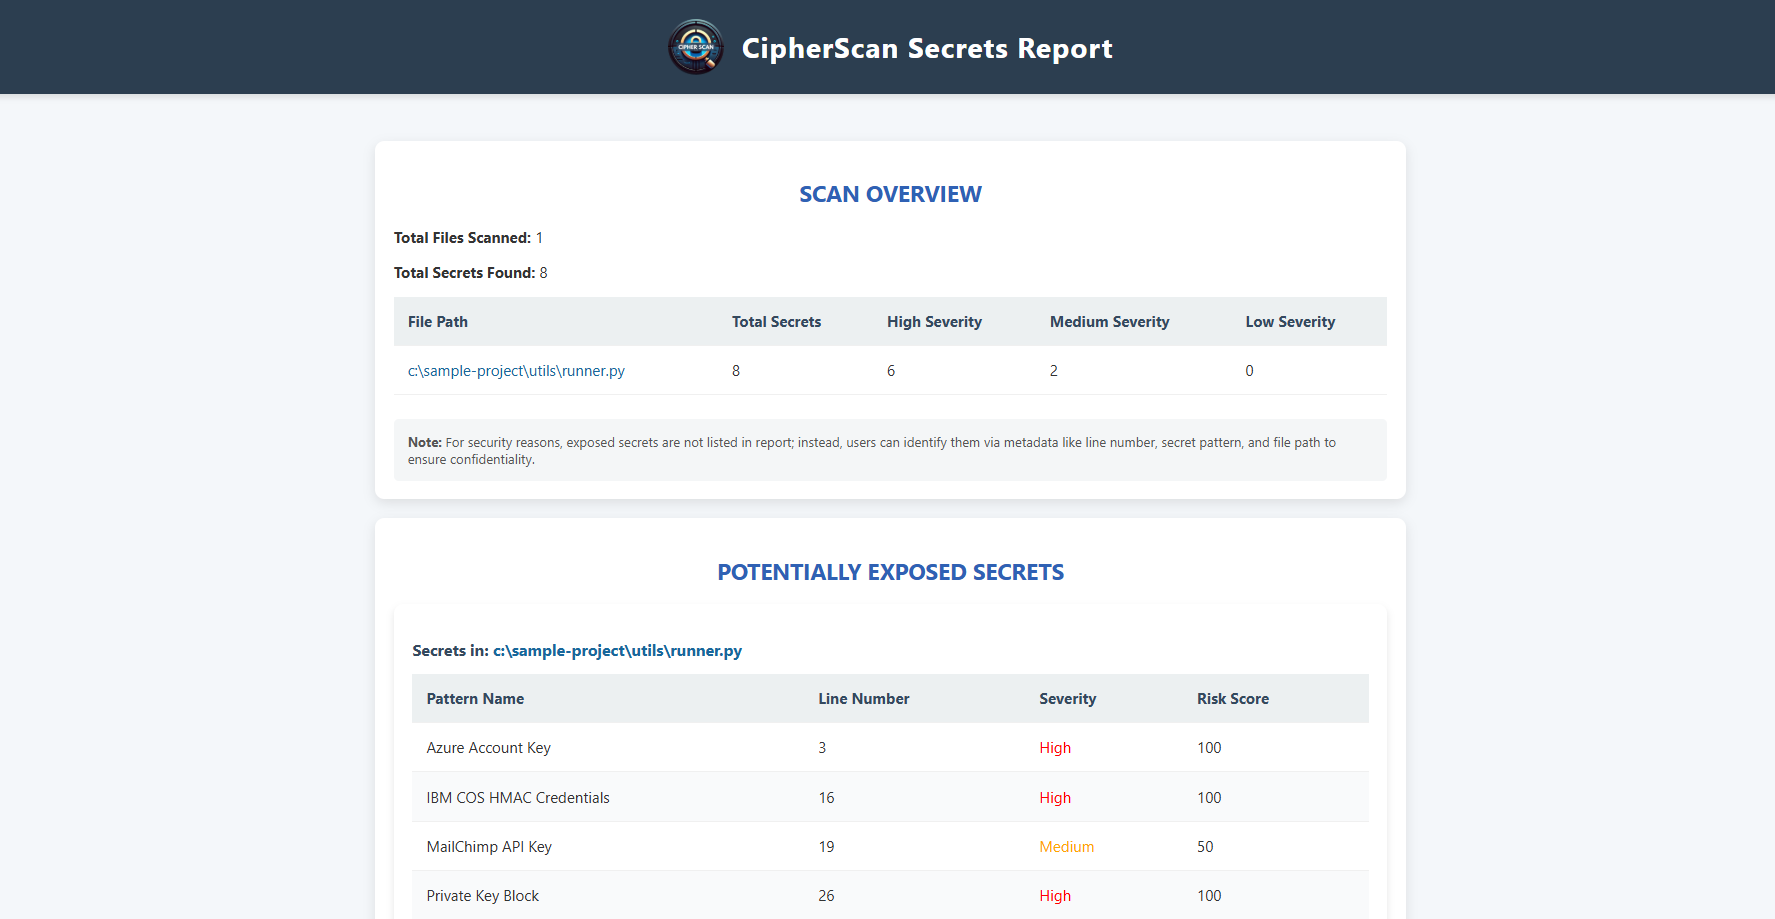 CIPHER SCAN
CipherScan Secrets Report
SCAN OVERVIEW
Total Files Scanned: 1
Total Secrets Found: 8
File Path Total Secrets High Severity Medium Severity Low Severity
c:\sample-project\utils\runner.py 8 6 2 0
Note: For security reasons, exposed secrets are not listed in report; instead, users can identify them via metadata like line number, secret pattern, and file path to
ensure confidentiality.
POTENTIALLY EXPOSED SECRETS
Secrets in: c:\sample-project\utils\runner.py
Pattern Name Line Number Severity Risk Score
Azure Account Key 3 High 100
IBM COS HMAC Credentials 16 High 100
MailChimp API Key 19 Medium 50
Private Key Block 26 High 100